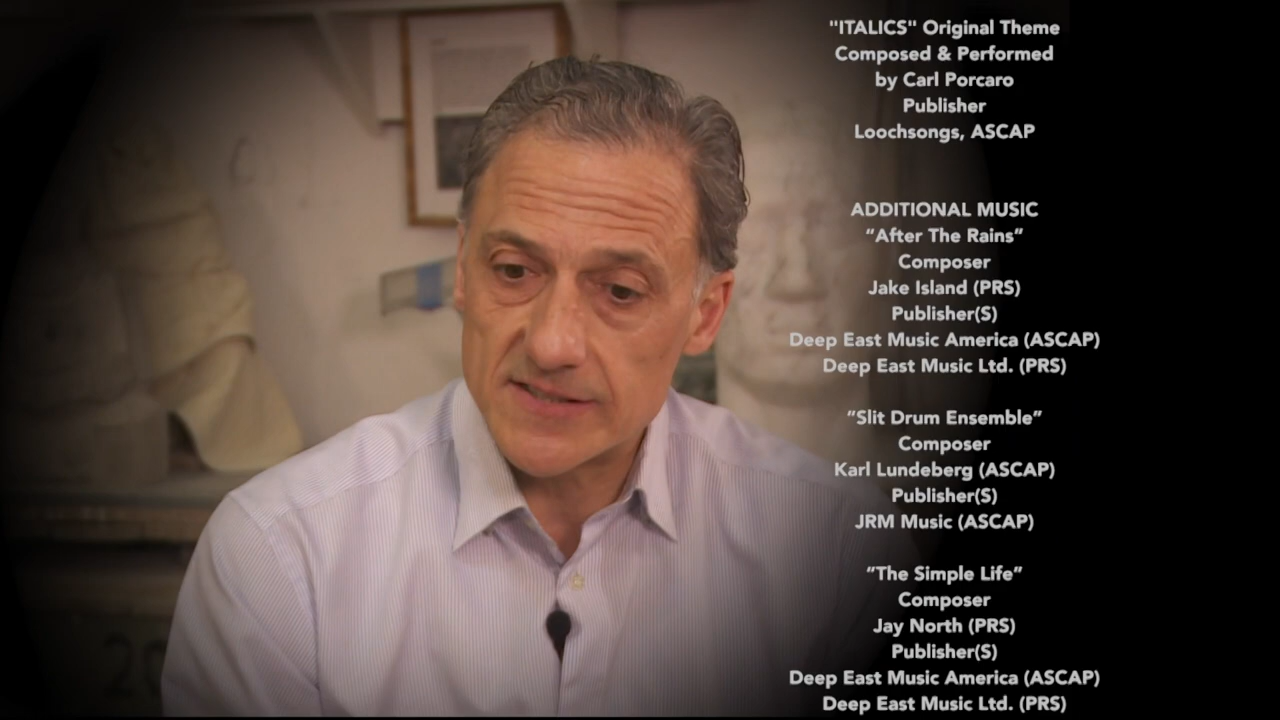 "ITALICS" Original Theme
Composed & Performed
by Carl Porcaro
Publisher
Loochsongs, ASCAP
ADDITIONAL MUSIC
“After The Rains”
Composer
Jake Island (PRS)
Publisher(S)
Deep East Music America (ASCAP)
Deep East Music Ltd. (PRS)
“Slit Drum Ensemble”
Composer
Karl Lundeberg (ASCAP)
Publisher(S)
JRM Music (ASCAP)
“The Simple Life”
Composer
Jay North (PRS)
Publisher(S)
Deep East Music America (ASCAP)
Deep East Music Ltd. (PRS)